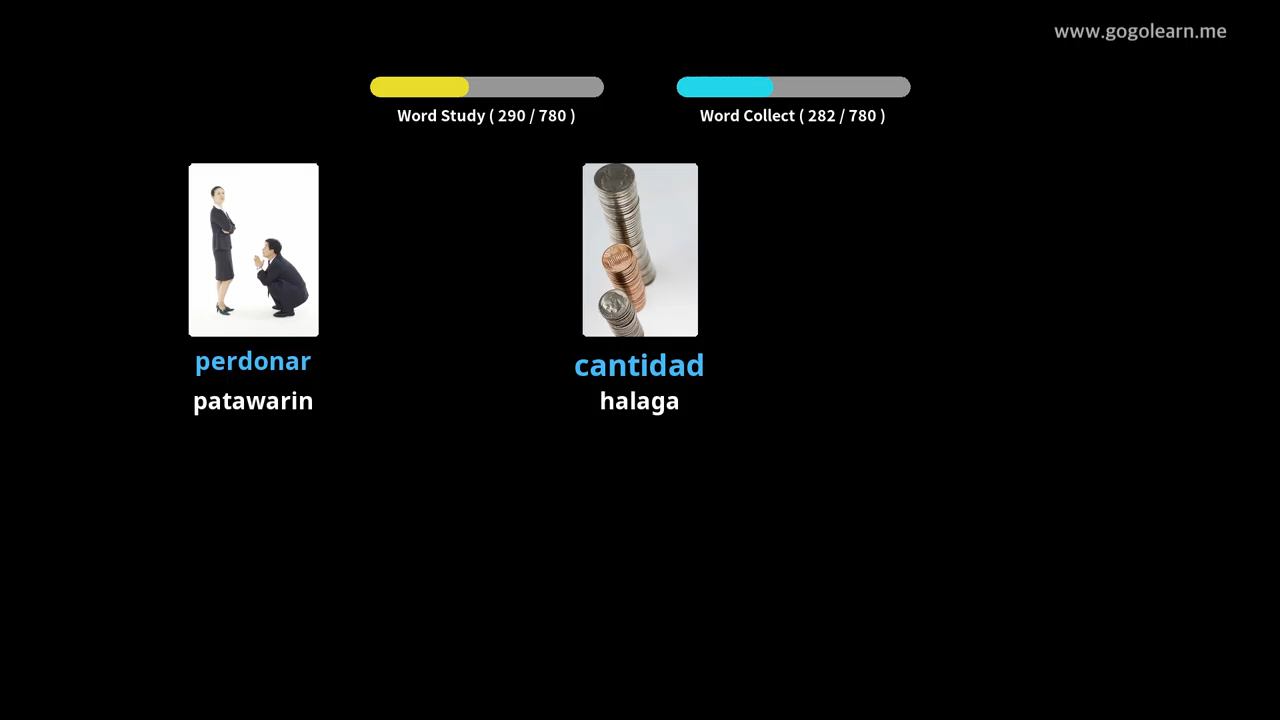 www.gogolearn.me
Word Study ( 290 / 780 )
Word Collect ( 282 / 780 )
perdonar
patawarin
cantidad
halaga